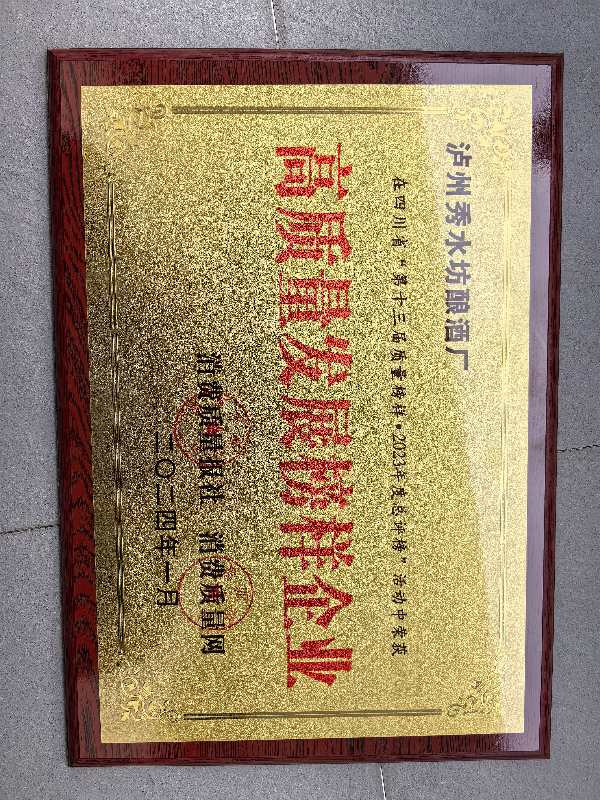 泸州秀水坊酿酒厂
在四川省“第十三届质量榜样·2023年度总评榜”活动中荣获
高质量发展榜样企业
消费质量报社 消费质量网
二〇二四年一月